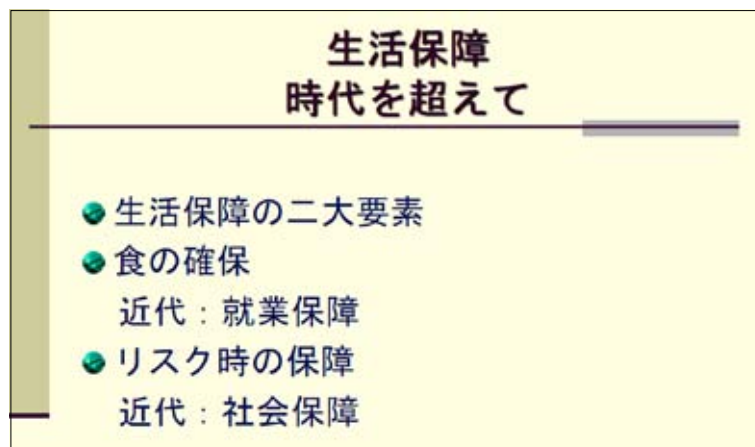 生活保障
時代を超えて
生活保障の二大要素
食の確保
近代：就業保障
リスク時の保障
近代：社会保障